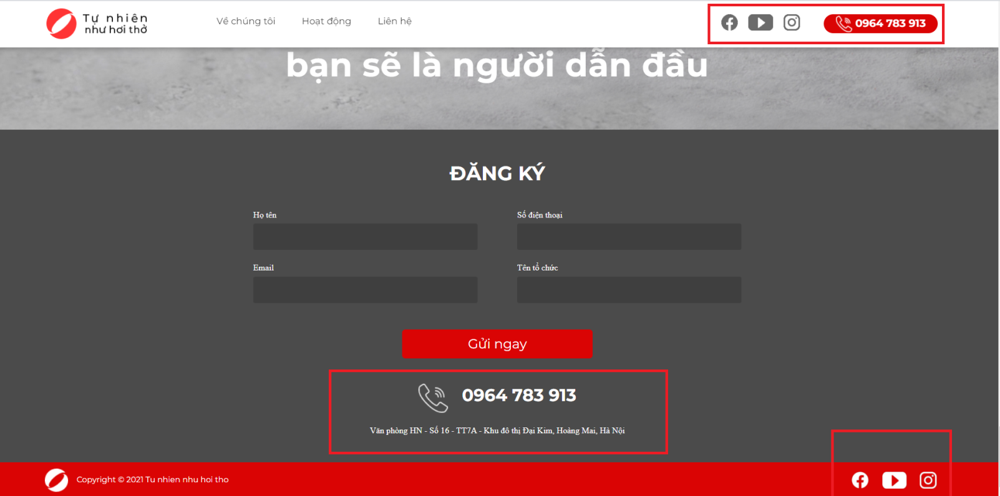 Tự nhiên
như hơi thở
Về chúng tôi
Hoạt động
Liên hệ
0964 783 913
bạn sẽ là người dẫn đầu
ĐĂNG KÝ
Họ tên
Số điện thoại
Email
Tên tổ chức
Gửi ngay
0964 783 913
Văn phòng HN - Số 16 - TT7A - Khu đô thị Đại Kim, Hoàng Mai, Hà Nội
Copyright © 2021 Tu nhien nhu hoi tho